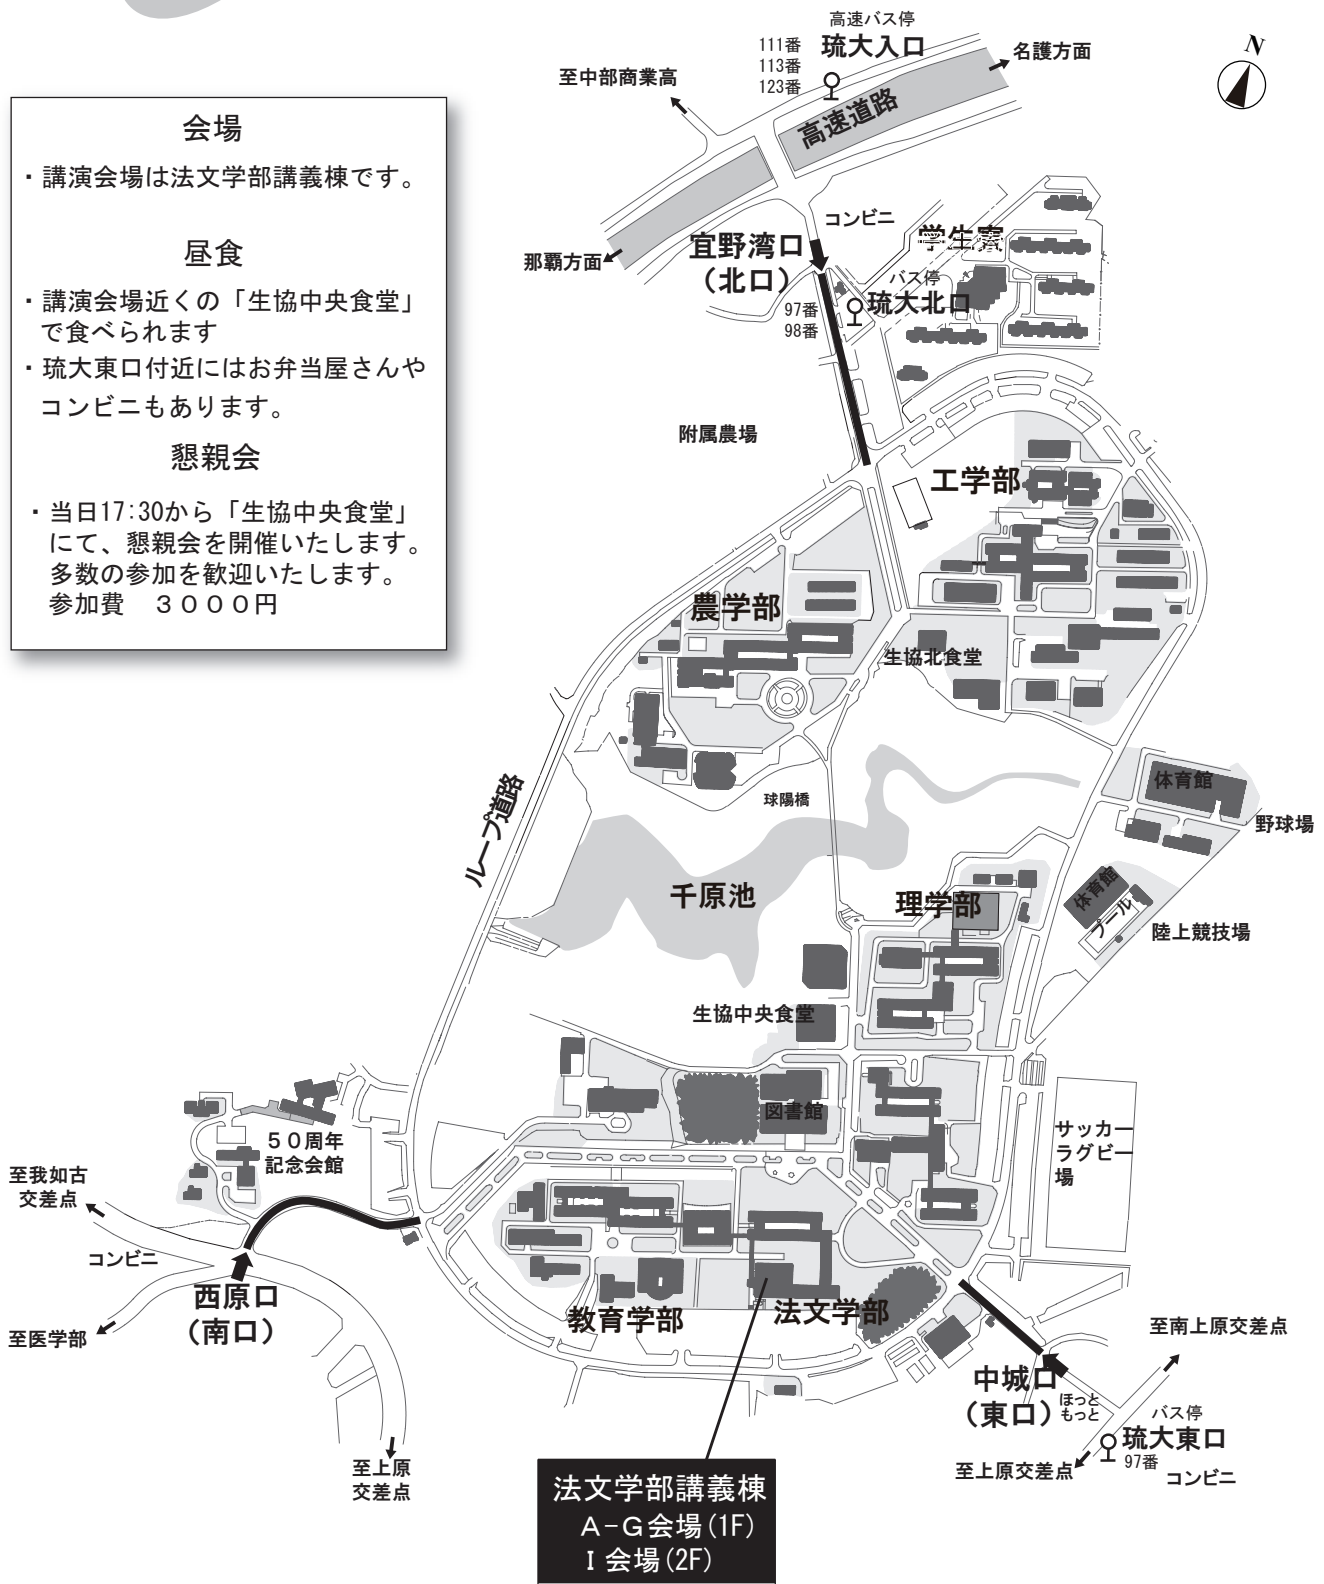 高速バス停
琉大入口
111番
113番
123番
名護方面
至中部商業高
高速道路
N
会場
・講演会場は法文学部講義棟です。
昼食
・講演会場近くの「生協中央食堂」
で食べられます
・琉大東口付近にはお弁当屋さんや
コンビニもあります。
懇親会
・当日17:30から「生協中央食堂」
にて、懇親会を開催いたします。
多数の参加を歓迎いたします。
参加費　３０００円
コンビニ
学生寮
宜野湾口
（北口）
那覇方面
バス停
琉大北口
97番
98番
附属農場
工学部
農学部
生協北食堂
ループ道路
球陽橋
体育館
野球場
千原池
理学部
体育館
プール
陸上競技場
生協中央食堂
図書館
サッカー
ラグビー
場
５０周年
記念会館
至我如古
交差点
コンビニ
西原口
（南口）
至医学部
教育学部
法文学部
至南上原交差点
中城口
（東口）
ほっと
もっと
バス停
琉大東口
97番
コンビニ
至上原交差点
至上原
交差点
法文学部講義棟
Ａ−Ｇ会場(1F)
Ｉ会場(2F)